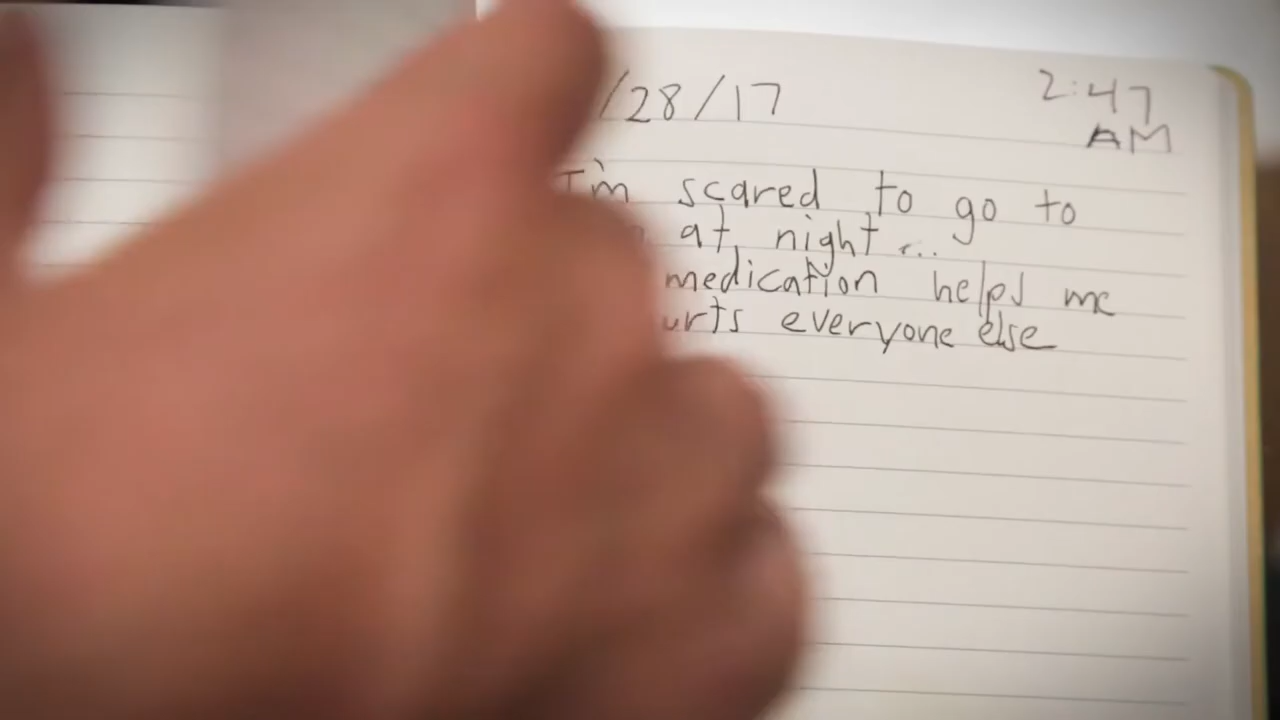 /28/17 2:47
AM
I'm scared to go to
at night...
medication helps me
everyone else